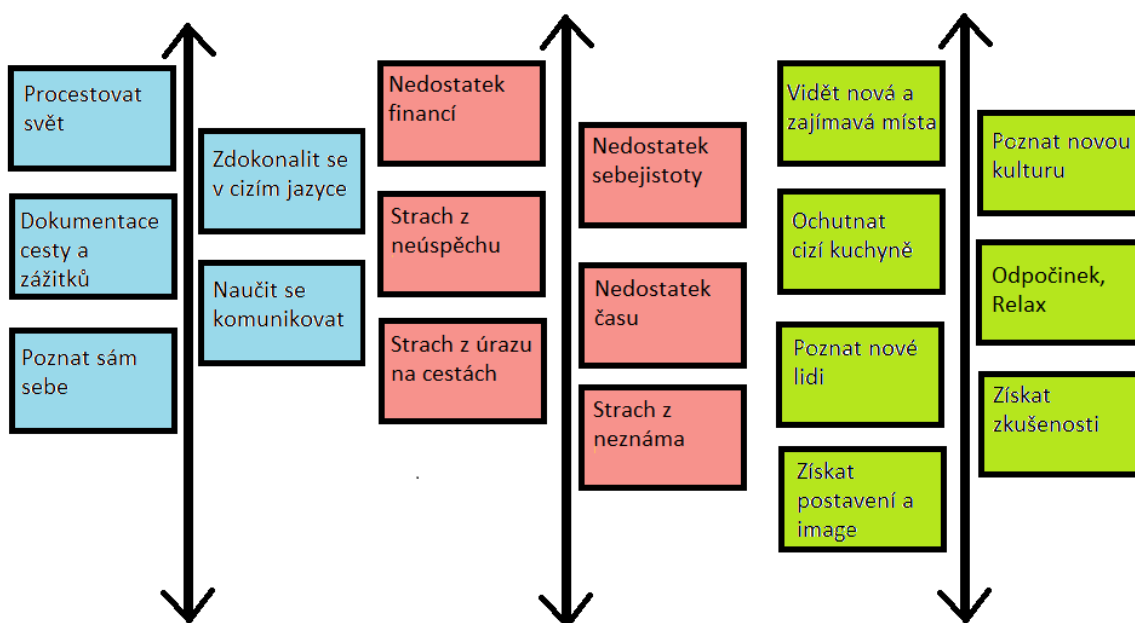 Procestovat
svět
Zdokonalit se
v cizím jazyce
Dokumentace
cesty a
zážitků
Naučit se
komunikovat
Poznat sám
sebe
Nedostatek
financí
Nedostatek
sebejistoty
Strach z
neúspěchu
Nedostatek
času
Strach z úrazu
na cestách
Strach z
neznáma
Vidět nová a
zajímavá místa
Poznat novou
kulturu
Ochutnat
cizí kuchyně
Odpočinek,
Relax
Poznat nové
lidi
Získat
zkušenosti
Získat
postavení a
image